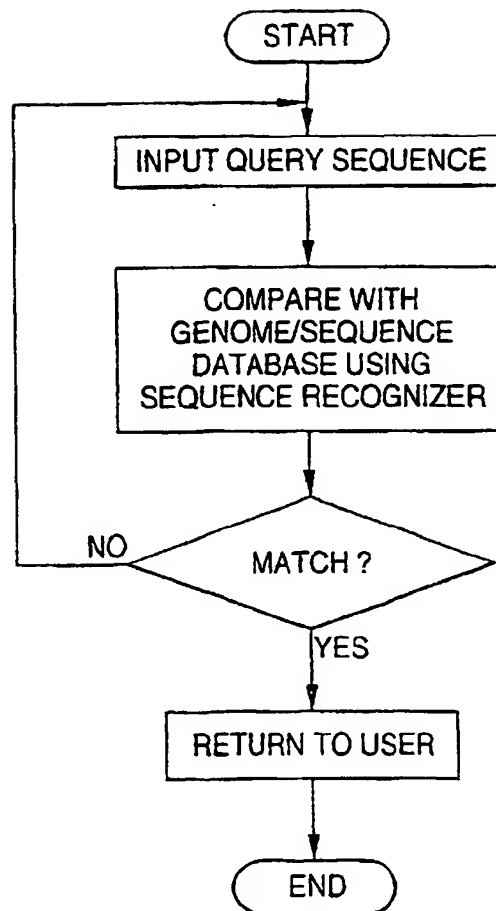 START
INPUT QUERY SEQUENCE
COMPARE WITH
GENOME/SEQUENCE
DATABASE USING
SEQUENCE RECOGNIZER
MATCH ?
NO
YES
RETURN TO USER
END